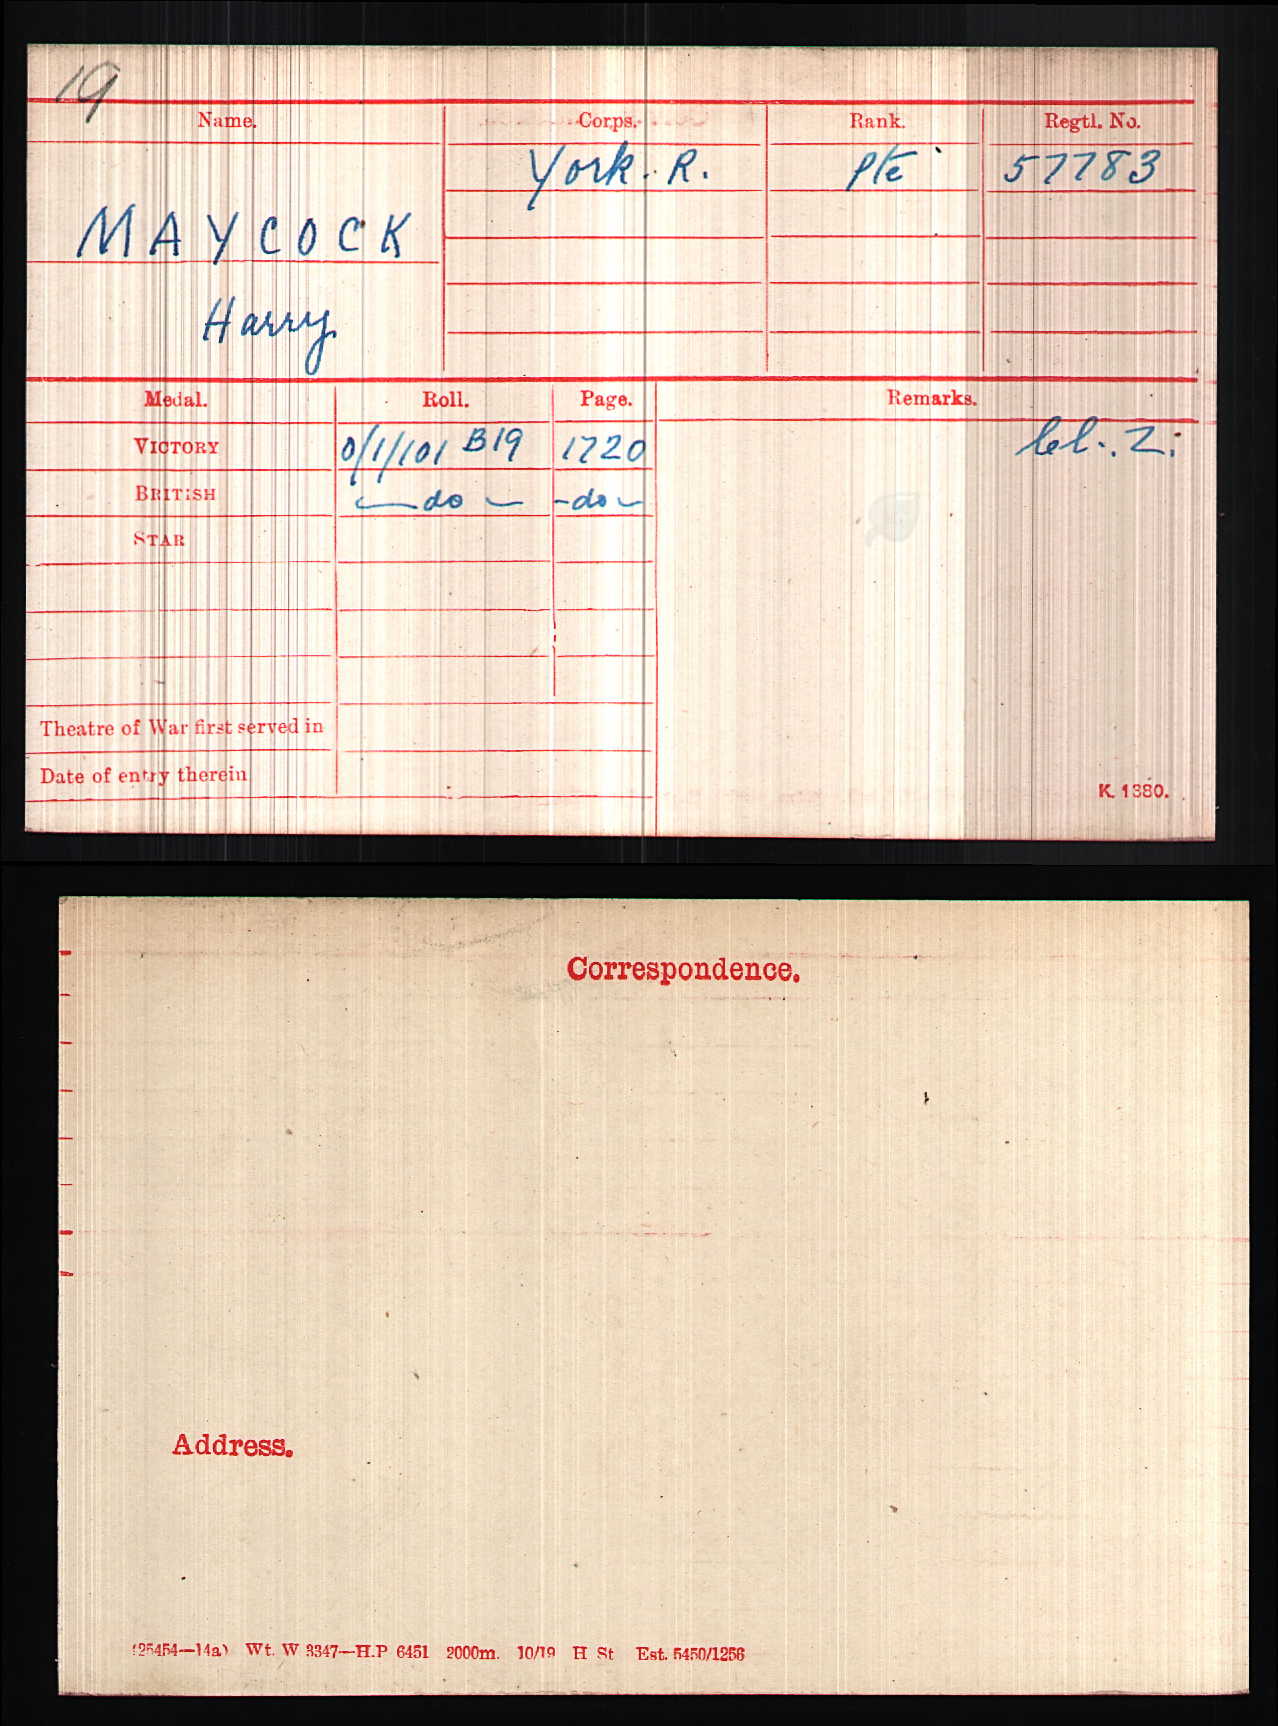 19
Name. Corps. Rank. Regtl. No.
York. R. Pte 57783
MAYCOCK
Harry
Medal. Roll. Page. Remarks.
VICTORY 0/1/101 B19 1720 Cl. Z.
BRITISH do -do-
STAR
Theatre of War first served in
Date of entry therein
K. 1380.
Correspondence.
Address.
(25454—14a) Wt. W 3347—H.P 6451 2000m. 10/19 H St Est. 5450/1256